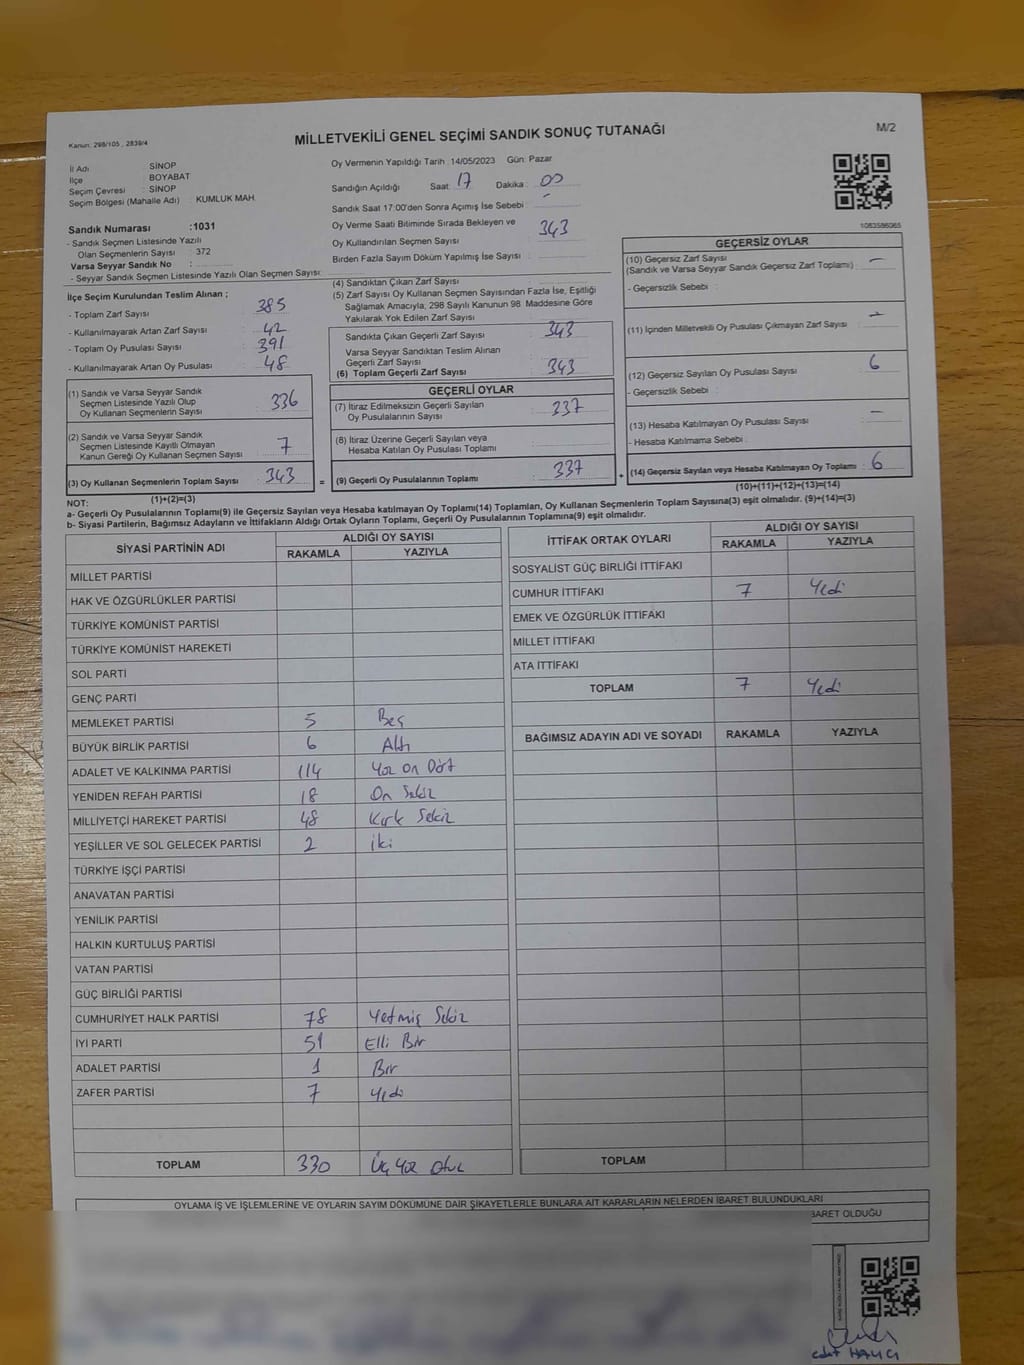 Kanun: 298/105 , 2839/4
MİLLETVEKİLİ GENEL SEÇİMİ SANDIK SONUÇ TUTANAĞI
M/2
İl Adı : SİNOP
İlçe : BOYABAT
Seçim Çevresi : SİNOP
Seçim Bölgesi (Mahalle Adı) : KUMLUK MAH.
Oy Vermenin Yapıldığı Tarih : 14/05/2023 Gün: Pazar
Sandığın Açıldığı Saat : 17 Dakika : 00
Sandık Saat 17:00'den Sonra Açımış İse Sebebi : -
Oy Verme Saati Bitiminde Sırada Bekleyen ve
Oy Kullandırılan Seçmen Sayısı : 343
Birden Fazla Sayım Döküm Yapılmış İse Sayısı :
1083586065
Sandık Numarası :1031
- Sandık Seçmen Listesinde Yazılı
Olan Seçmenlerin Sayısı : 372
Varsa Seyyar Sandık No :
- Seyyar Sandık Seçmen Listesinde Yazılı Olan Seçmen Sayısı:
İlçe Seçim Kurulundan Teslim Alınan ;
- Toplam Zarf Sayısı : 385
- Kullanılmayarak Artan Zarf Sayısı : 42
- Toplam Oy Pusulası Sayısı : 391
- Kullanılmayarak Artan Oy Pusulası : 48
(1) Sandık ve Varsa Seyyar Sandık
Seçmen Listesinde Yazılı Olup
Oy Kullanan Seçmenlerin Sayısı : 336
(2) Sandık ve Varsa Seyyar Sandık
Seçmen Listesinde Kayıtlı Olmayan
Kanun Gereği Oy Kullanan Seçmen Sayısı : 7
(3) Oy Kullanan Seçmenlerin Toplam Sayısı : 343
(1)+(2)=(3)
(4) Sandıktan Çıkan Zarf Sayısı :
(5) Zarf Sayısı Oy Kullanan Seçmen Sayısından Fazla İse, Eşitliği
Sağlamak Amacıyla, 298 Sayılı Kanunun 98. Maddesine Göre
Yakılarak Yok Edilen Zarf Sayısı :
Sandıkta Çıkan Geçerli Zarf Sayısı : 343
Varsa Seyyar Sandıktan Teslim Alınan
Geçerli Zarf Sayısı :
(6) Toplam Geçerli Zarf Sayısı : 343
GEÇERLİ OYLAR
(7) İtiraz Edilmeksizin Geçerli Sayılan
Oy Pusulalarının Sayısı : 337
(8) İtiraz Üzerine Geçerli Sayılan veya
Hesaba Katılan Oy Pusulası Toplamı :
= (9) Geçerli Oy Pusulalarının Toplamı : 337 +
GEÇERSİZ OYLAR
(10) Geçersiz Zarf Sayısı : -
(Sandık ve Varsa Seyyar Sandık Geçersiz Zarf Toplamı)
- Geçersizlik Sebebi :
(11) İçinden Milletvekili Oy Pusulası Çıkmayan Zarf Sayısı : -
(12) Geçersiz Sayılan Oy Pusulası Sayısı : 6
- Geçersizlik Sebebi :
(13) Hesaba Katılmayan Oy Pusulası Sayısı : -
- Hesaba Katılmama Sebebi :
(14) Geçersiz Sayılan veya Hesaba Katılmayan Oy Toplamı : 6
(10)+(11)+(12)+(13)=(14)
NOT:
a- Geçerli Oy Pusulalarının Toplamı(9) ile Geçersiz Sayılan veya Hesaba katılmayan Oy Toplamı(14) Toplamları, Oy Kullanan Seçmenlerin Toplam Sayısına(3) eşit olmalıdır. (9)+(14)=(3)
b- Siyasi Partilerin, Bağımsız Adayların ve İttifakların Aldığı Ortak Oyların Toplamı, Geçerli Oy Pusulalarının Toplamına(9) eşit olmalıdır.
SİYASİ PARTİNİN ADI
ALDIĞI OY SAYISI
RAKAMLA YAZIYLA
MİLLET PARTİSİ
HAK VE ÖZGÜRLÜKLER PARTİSİ
TÜRKİYE KOMÜNİST PARTİSİ
TÜRKİYE KOMÜNİST HAREKETİ
SOL PARTİ
GENÇ PARTİ
MEMLEKET PARTİSİ 5 Beş
BÜYÜK BİRLİK PARTİSİ 6 Altı
ADALET VE KALKINMA PARTİSİ 114 Yüz On Dört
YENİDEN REFAH PARTİSİ 18 On Sekiz
MİLLİYETÇİ HAREKET PARTİSİ 48 Kırk Sekiz
YEŞİLLER VE SOL GELECEK PARTİSİ 2 iki
TÜRKİYE İŞÇİ PARTİSİ
ANAVATAN PARTİSİ
YENİLİK PARTİSİ
HALKIN KURTULUŞ PARTİSİ
VATAN PARTİSİ
GÜÇ BİRLİĞİ PARTİSİ
CUMHURİYET HALK PARTİSİ 78 Yetmiş Sekiz
İYİ PARTİ 51 Elli Bir
ADALET PARTİSİ 1 Bir
ZAFER PARTİSİ 7 Yedi
TOPLAM 330 Üç Yüz Otuz
İTTİFAK ORTAK OYLARI
ALDIĞI OY SAYISI
RAKAMLA YAZIYLA
SOSYALİST GÜÇ BİRLİĞİ İTTİFAKI
CUMHUR İTTİFAKI 7 Yedi
EMEK VE ÖZGÜRLÜK İTTİFAKI
MİLLET İTTİFAKI
ATA İTTİFAKI
TOPLAM 7 Yedi
BAĞIMSIZ ADAYIN ADI VE SOYADI RAKAMLA YAZIYLA
TOPLAM
OYLAMA İŞ VE İŞLEMLERİNE VE OYLARIN SAYIM DÖKÜMÜNE DAİR ŞİKAYETLERLE BUNLARA AİT KARARLARIN NELERDEN İBARET BULUNDUKLARI
BARET OLDUĞU